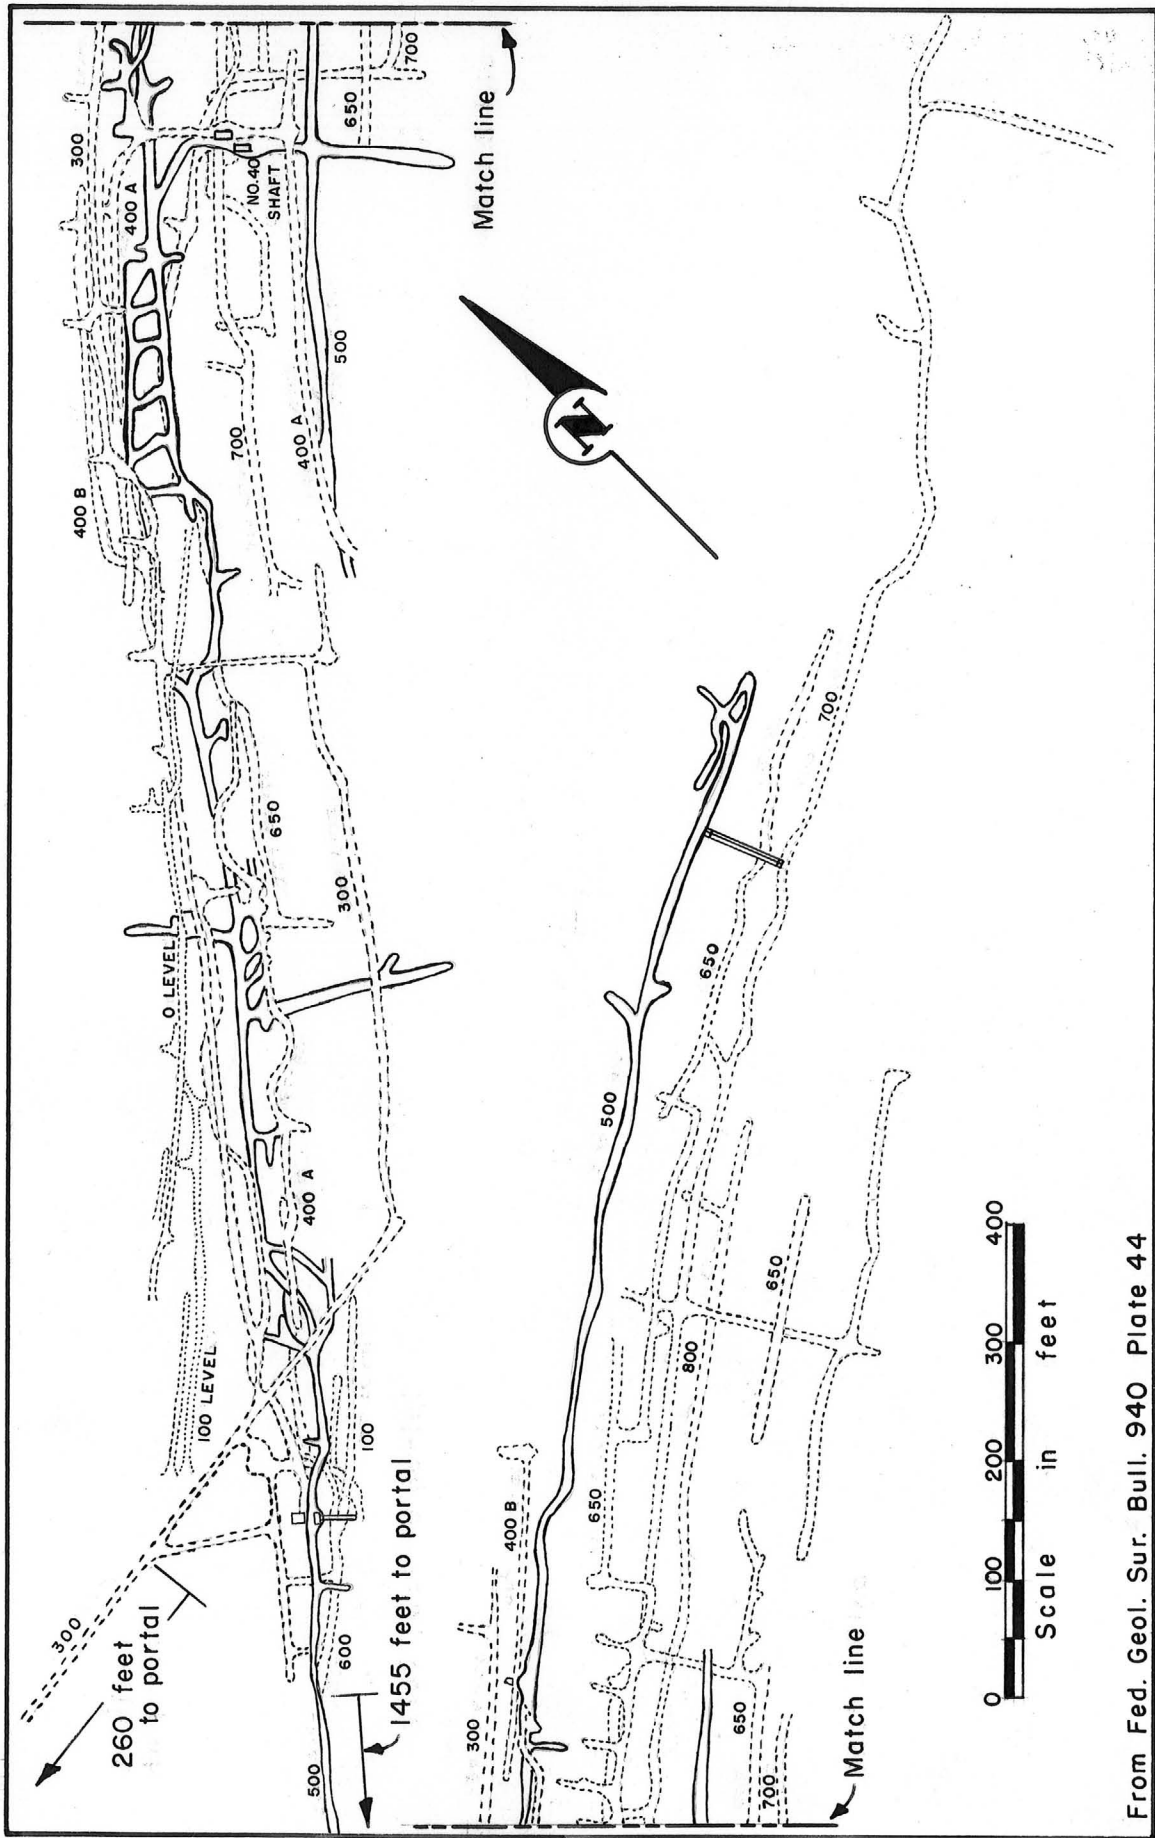 300
400 A
NO. 40
SHAFT
650
700
Match line
400 B
700
400 A
500
650
300
0 LEVEL
400 A
100 LEVEL
100
300
260 feet
to portal
600
1455 feet to portal
500
N
700
650
500
650
800
650
400 B
300
650
700
Match line
0 100 200 300 400
Scale in feet
From Fed. Geol. Sur. Bull. 940 Plate 44